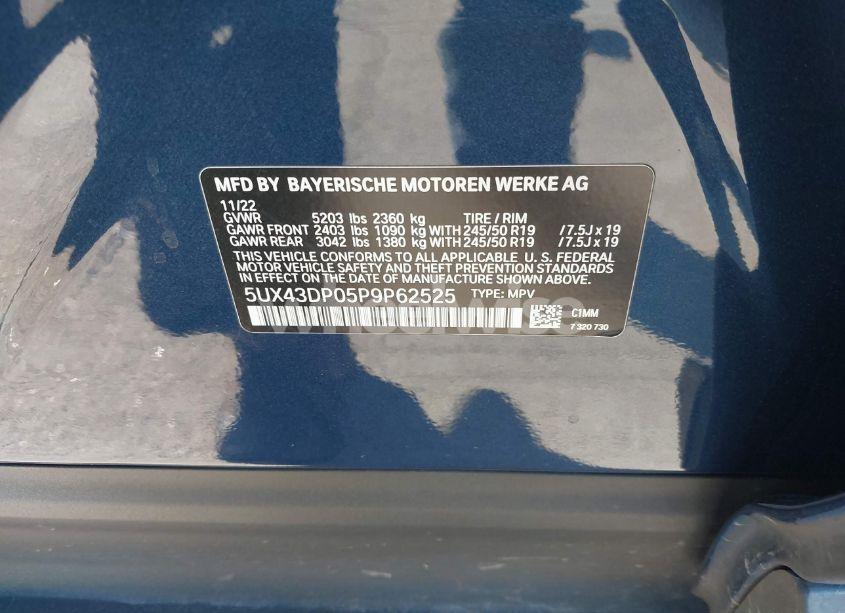 MFD BY BAYERISCHE MOTOREN WERKE AG
11/22
GVWR 5203 lbs 2360 kg TIRE / RIM
GAWR FRONT 2403 lbs 1090 kg WITH 245/50 R19 / 7.5J x 19
GAWR REAR 3042 lbs 1380 kg WITH 245/50 R19 / 7.5J x 19
THIS VEHICLE CONFORMS TO ALL APPLICABLE U. S. FEDERAL
MOTOR VEHICLE SAFETY AND THEFT PREVENTION STANDARDS
IN EFFECT ON THE DATE OF MANUFACTURE SHOWN ABOVE.
5UX43DP05P9P62525 TYPE: MPV
C1MM
7 320 730